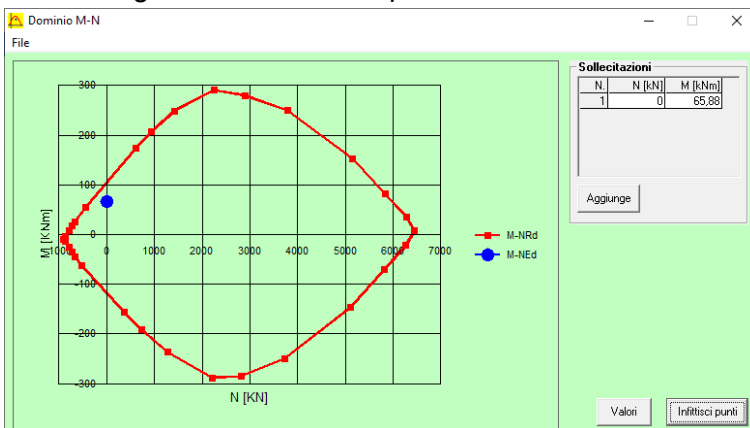 Dominio M-N
File
Sollecitazioni
N. N [kN] M [kNm]
1 0 65,88
Aggiunge
300
200
100
0
-1000 0 1000 2000 3000 4000 5000 6000 7000
-100
-200
-300
M [KNm]
N [KN]
M-NRd
M-NEd
Valori
Infittisci punti